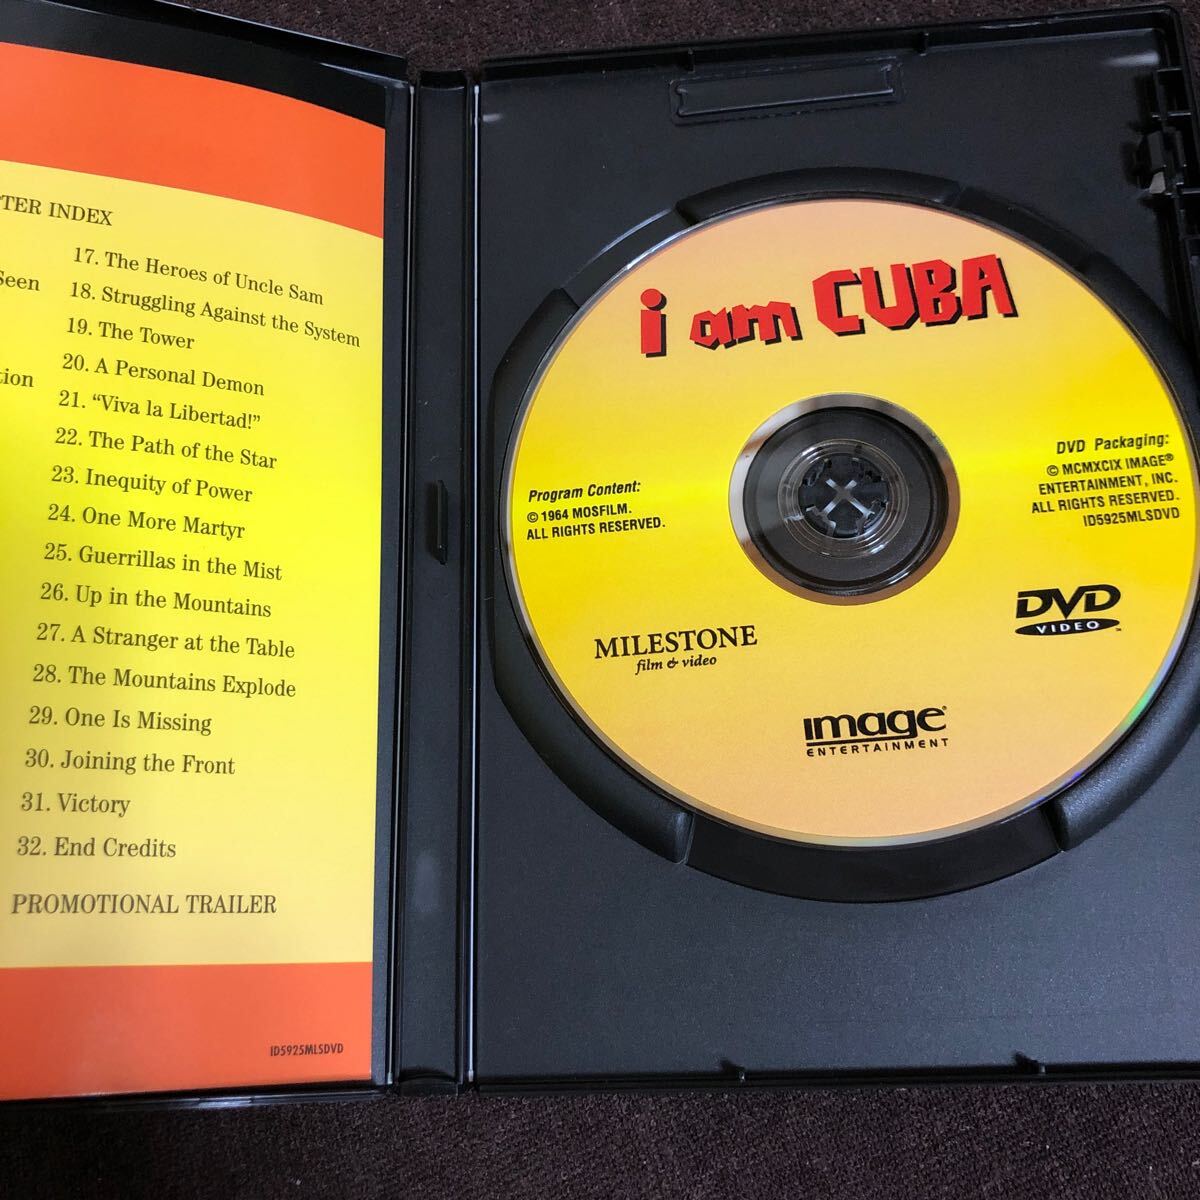 INDEX
17. The Heroes of Uncle Sam
Seen
18. Struggling Against the System
19. The Tower
20. A Personal Demon
21. “Viva la Libertad!”
22. The Path of the Star
23. Inequity of Power
24. One More Martyr
25. Guerrillas in the Mist
26. Up in the Mountains
27. A Stranger at the Table
28. The Mountains Explode
29. One Is Missing
30. Joining the Front
31. Victory
32. End Credits
PROMOTIONAL TRAILER
ID5925MLSDVD
i am CUBA
Program Content:
© 1964 MOSFILM.
ALL RIGHTS RESERVED.
DVD Packaging:
© MCMXCIX IMAGE®
ENTERTAINMENT, INC.
ALL RIGHTS RESERVED.
ID5925MLSDVD
MILESTONE
film & video
DVD
VIDEO™
image®
ENTERTAINMENT